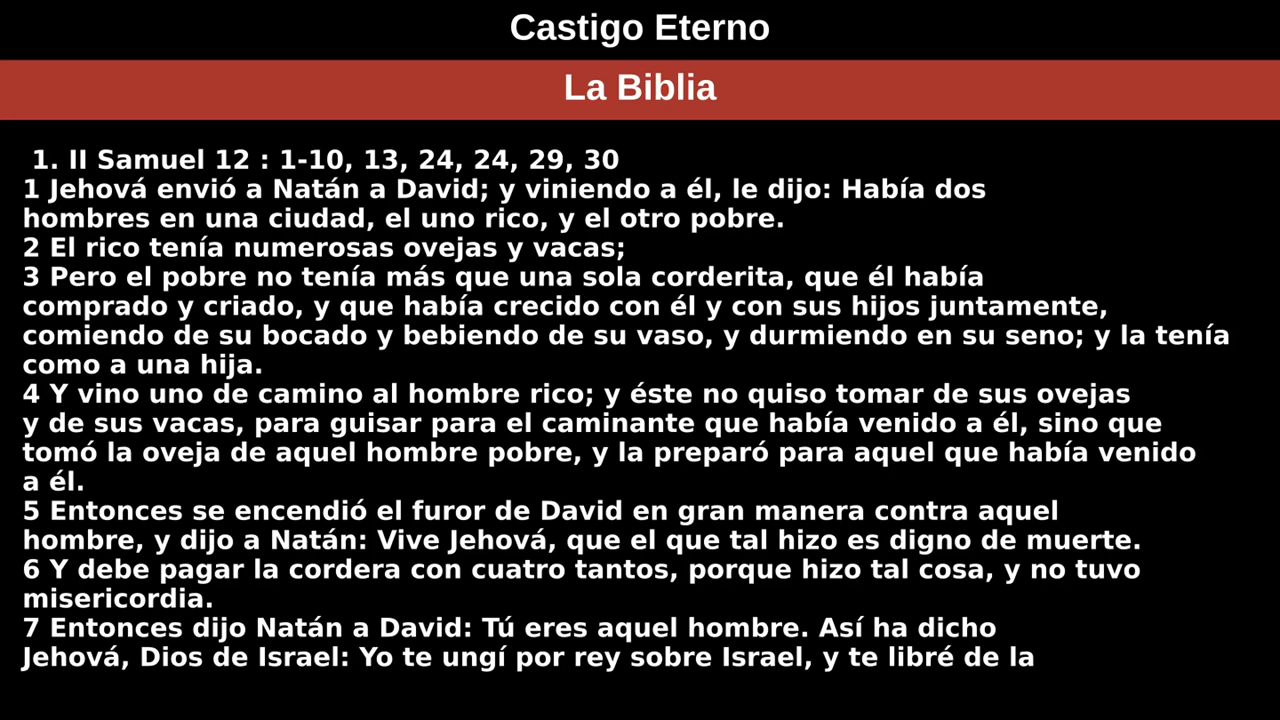 Castigo Eterno
La Biblia
1. II Samuel 12 : 1-10, 13, 24, 24, 29, 30
1 Jehová envió a Natán a David; y viniendo a él, le dijo: Había dos
hombres en una ciudad, el uno rico, y el otro pobre.
2 El rico tenía numerosas ovejas y vacas;
3 Pero el pobre no tenía más que una sola corderita, que él había
comprado y criado, y que había crecido con él y con sus hijos juntamente,
comiendo de su bocado y bebiendo de su vaso, y durmiendo en su seno; y la tenía
como a una hija.
4 Y vino uno de camino al hombre rico; y éste no quiso tomar de sus ovejas
y de sus vacas, para guisar para el caminante que había venido a él, sino que
tomó la oveja de aquel hombre pobre, y la preparó para aquel que había venido
a él.
5 Entonces se encendió el furor de David en gran manera contra aquel
hombre, y dijo a Natán: Vive Jehová, que el que tal hizo es digno de muerte.
6 Y debe pagar la cordera con cuatro tantos, porque hizo tal cosa, y no tuvo
misericordia.
7 Entonces dijo Natán a David: Tú eres aquel hombre. Así ha dicho
Jehová, Dios de Israel: Yo te ungí por rey sobre Israel, y te libré de la